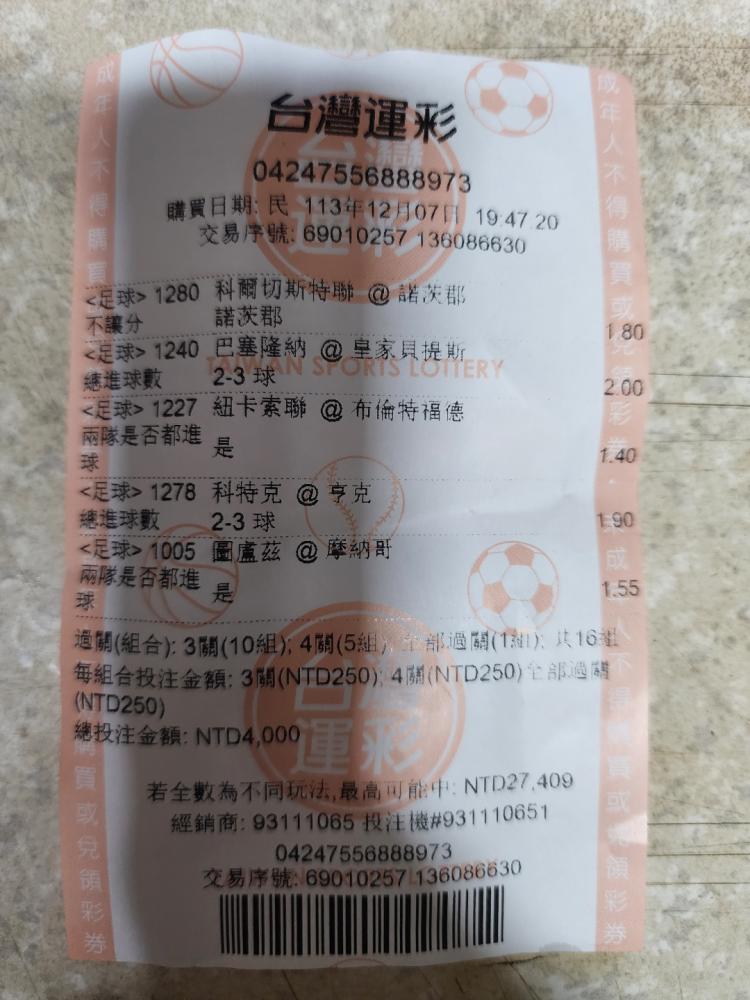 台灣運彩
04247556888973
購買日期: 民 113年12月07日 19:47:20
交易序號: 69010257 136086630
<足球> 1280 科爾切斯特聯 @ 諾茨郡
不讓分 諾茨郡 1.80
<足球> 1240 巴塞隆納 @ 皇家貝提斯
TAIWAN SPORTS LOTTERY
總進球數 2-3 球 2.00
<足球> 1227 紐卡索聯 @ 布倫特福德
兩隊是否都進 是 1.40
球
<足球> 1278 科特克 @ 亨克
總進球數 2-3 球 1.90
<足球> 1005 圖盧茲 @ 摩納哥
兩隊是否都進 是 1.55
球
過關(組合): 3關(10組); 4關(5組); 全部過關(1組); 共16組
每組合投注金額: 3關(NTD250); 4關(NTD250)全部過關
(NTD250)
總投注金額: NTD4,000
若全數為不同玩法,最高可能中: NTD27,409
經銷商: 93111065 投注機#931110651
04247556888973
交易序號: 69010257 136086630
成年人不得購買或兌領彩券